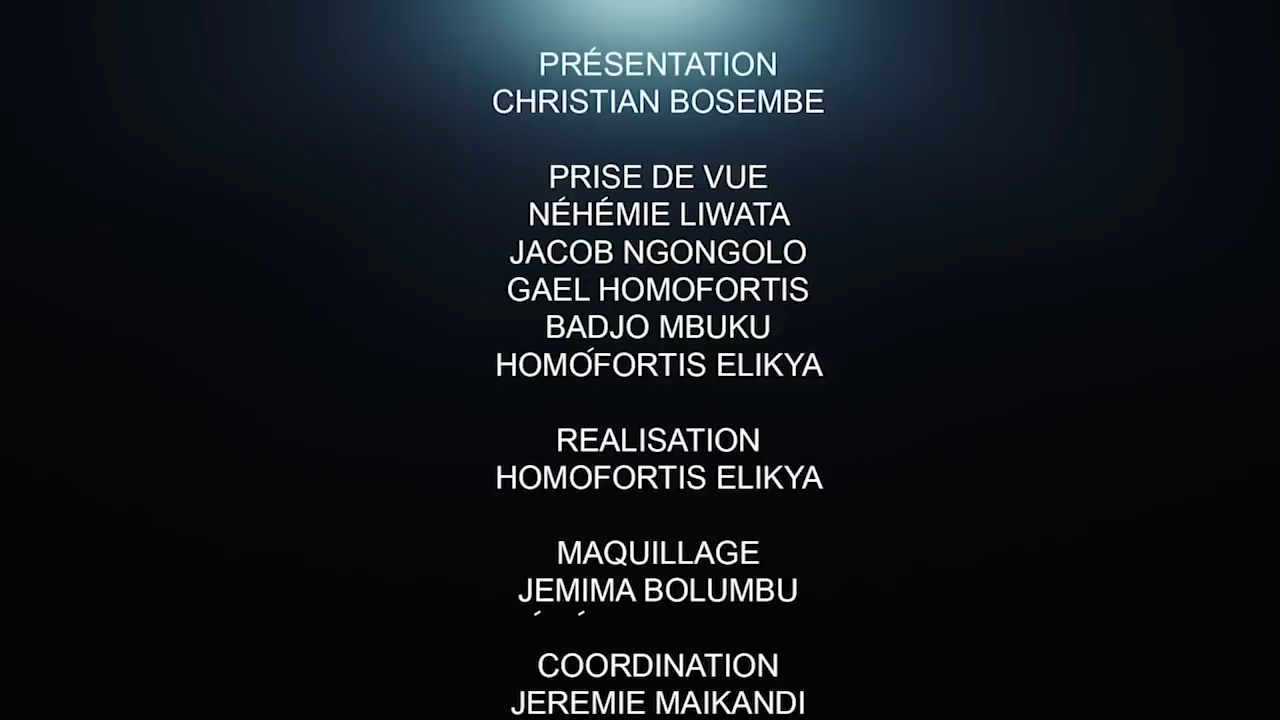 PRÉSENTATION
CHRISTIAN BOSEMBE
PRISE DE VUE
NÉHÉMIE LIWATA
JACOB NGONGOLO
GAEL HOMOFORTIS
BADJO MBUKU
HOMOFORTIS ELIKYA
REALISATION
HOMOFORTIS ELIKYA
MAQUILLAGE
JEMIMA BOLUMBU
COORDINATION
JEREMIE MAIKANDI